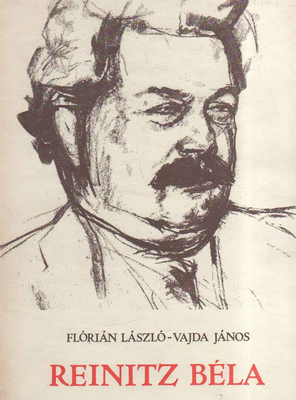 FLÓRIÁN LÁSZLÓ-VAJDA JÁNOS
REINITZ BÉLA